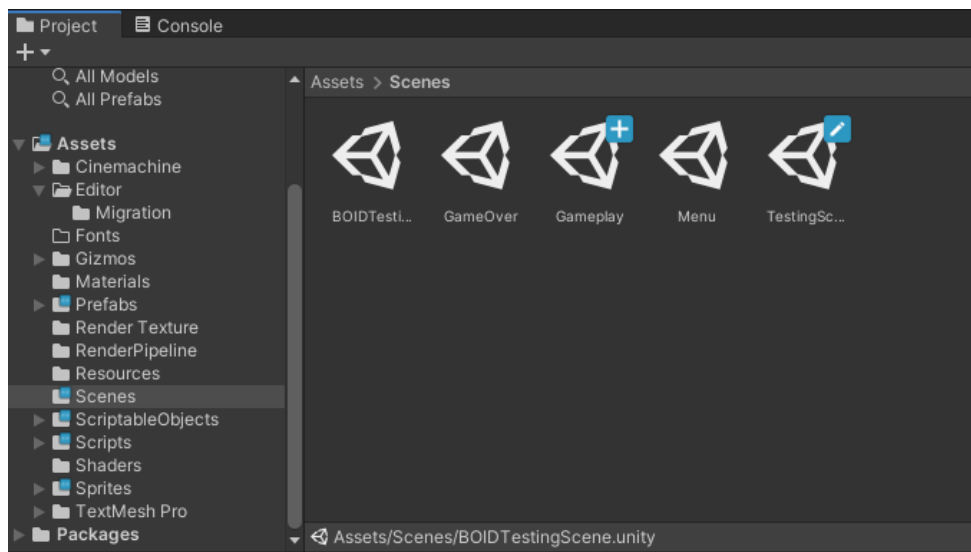 Project
Console
All Models
All Prefabs
Assets
Cinemachine
Editor
Migration
Fonts
Gizmos
Materials
Prefabs
Render Texture
RenderPipeline
Resources
Scenes
ScriptableObjects
Scripts
Shaders
Sprites
TextMesh Pro
Packages
Assets > Scenes
BOIDTesti...
GameOver
Gameplay
Menu
TestingSc...
Assets/Scenes/BOIDTestingScene.unity